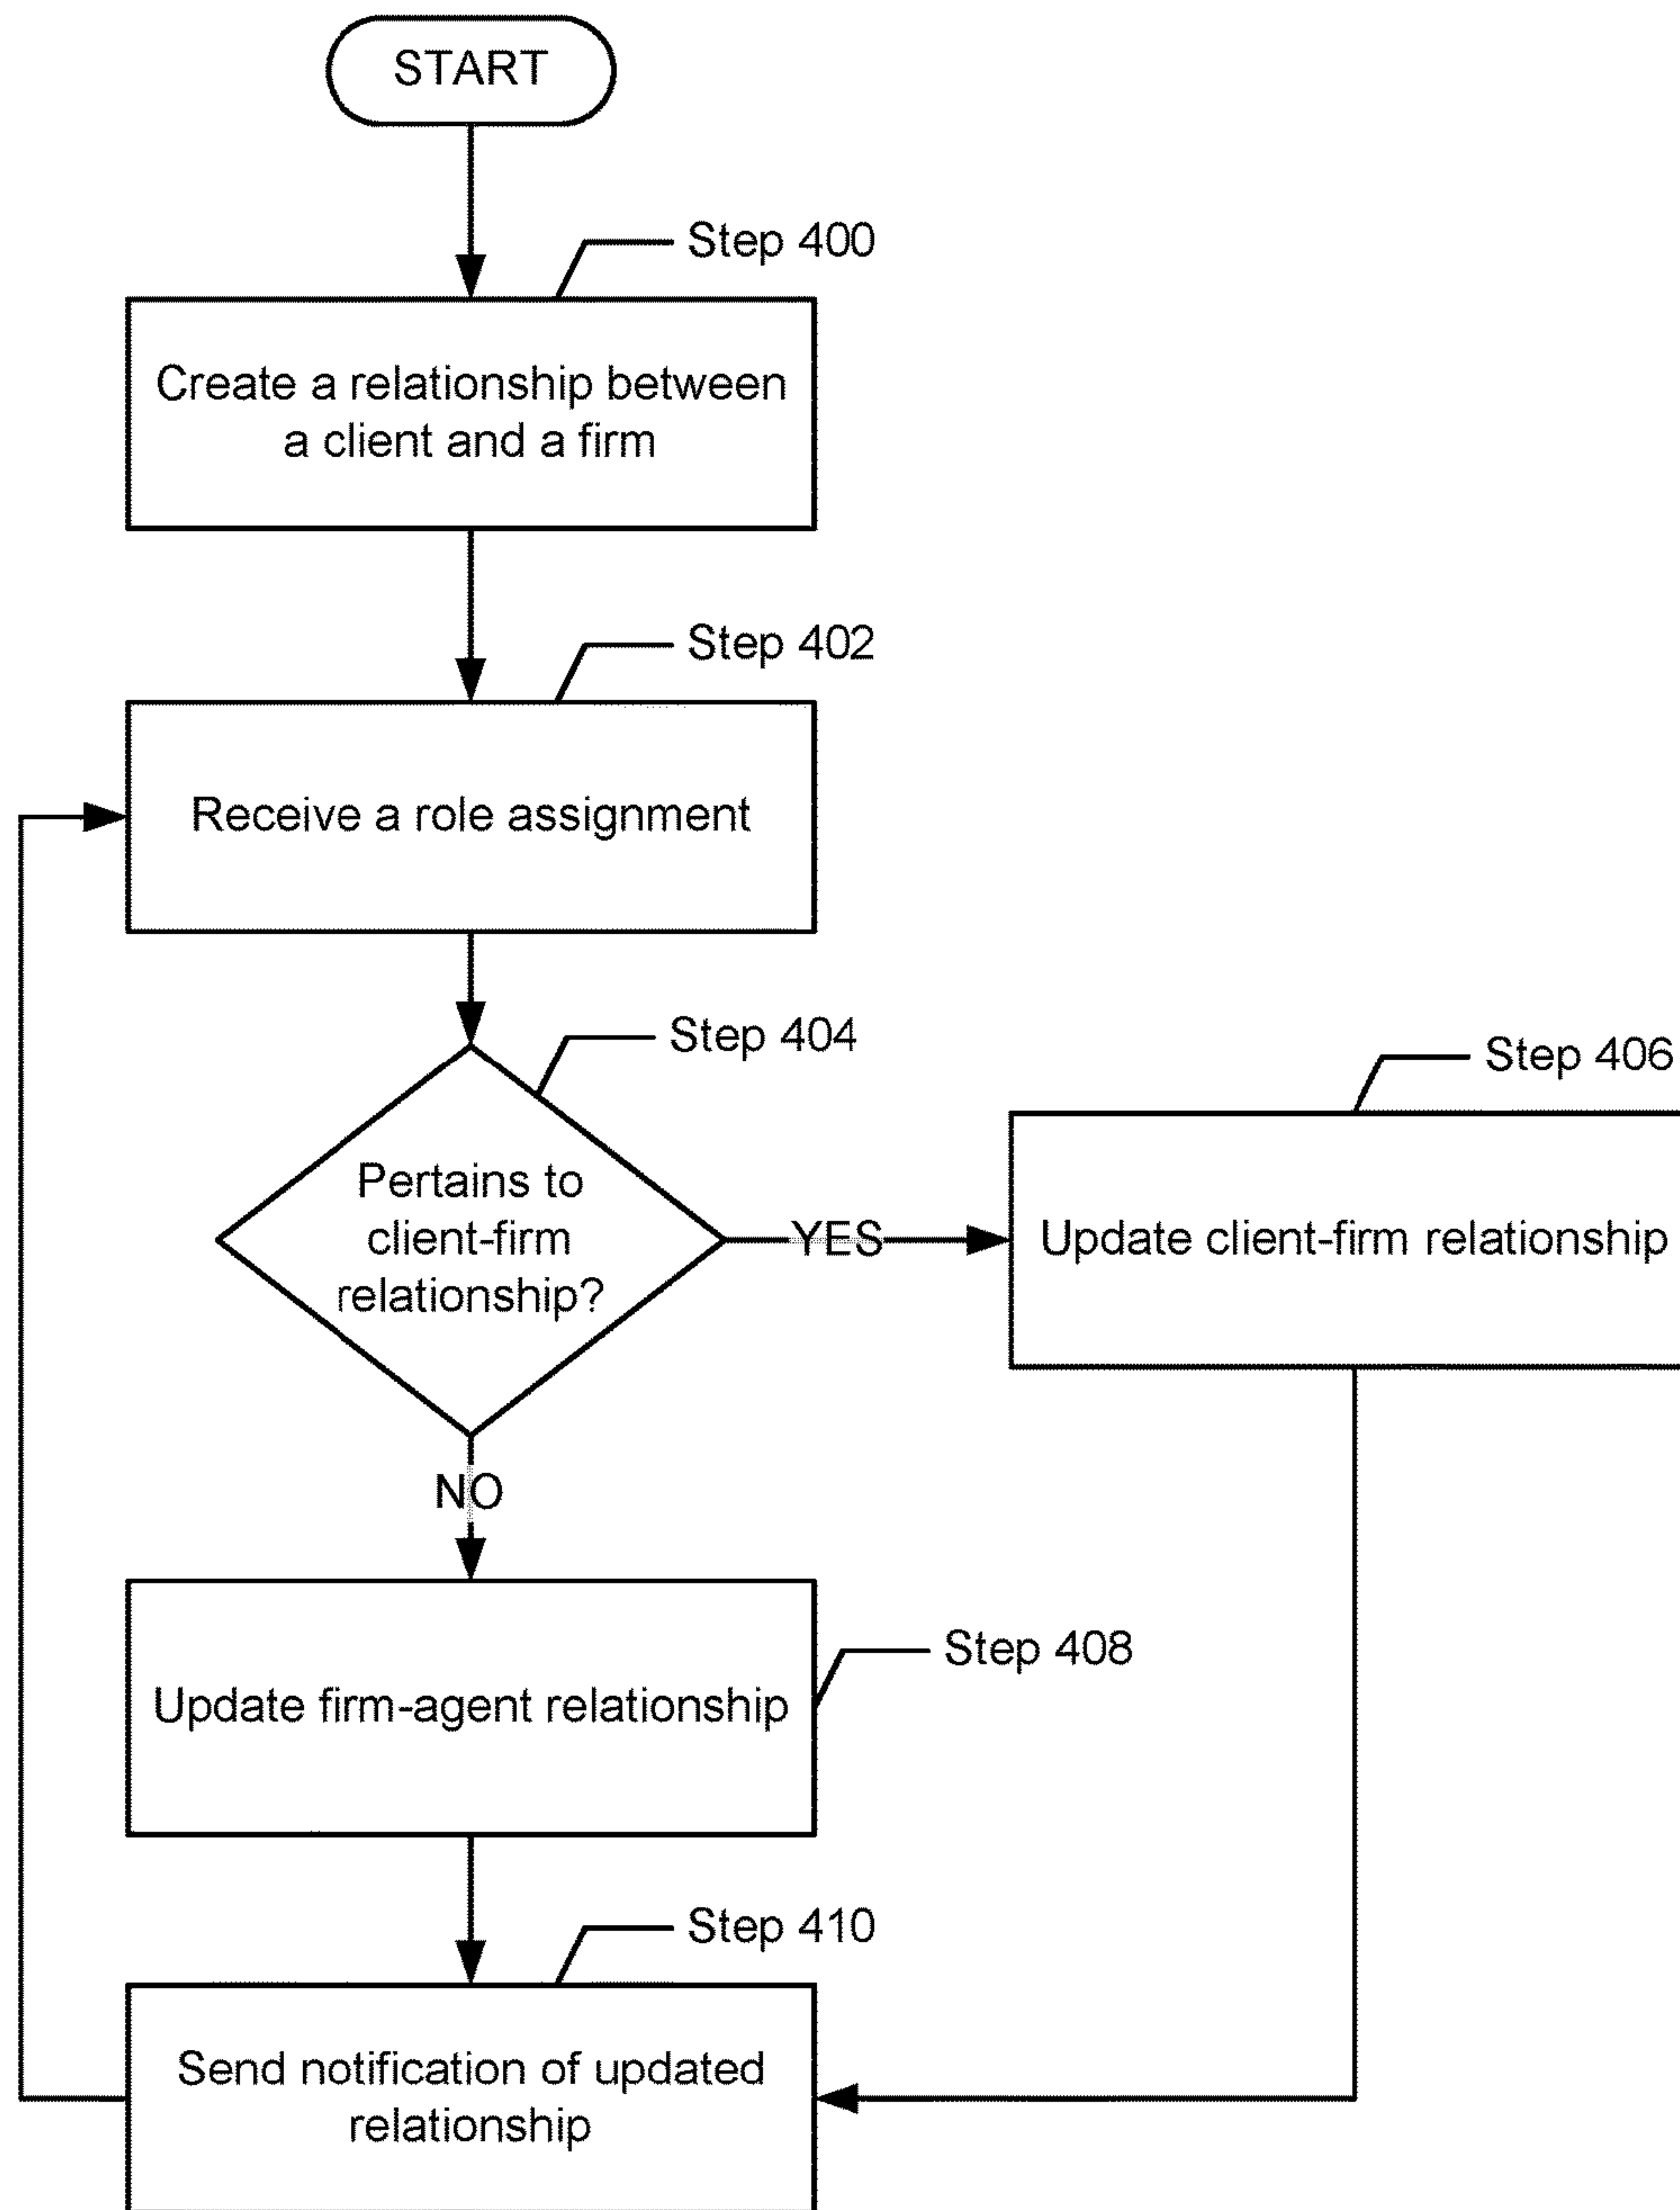 START
Step 400
Create a relationship between
a client and a firm
Step 402
Receive a role assignment
Step 404
Pertains to
client-firm
relationship?
YES
Step 406
Update client-firm relationship
NO
Step 408
Update firm-agent relationship
Step 410
Send notification of updated
relationship